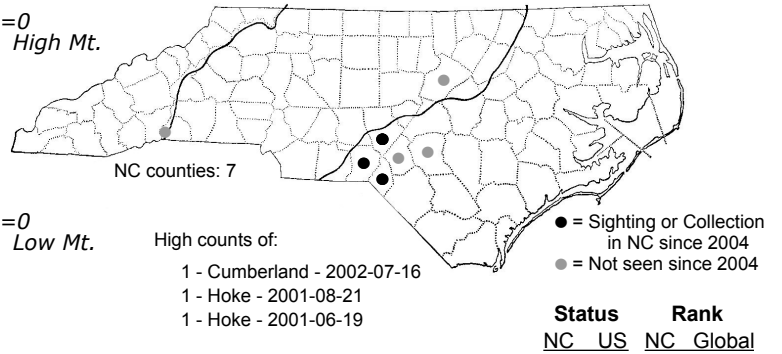 =0
High Mt.
NC counties: 7
=0
Low Mt.
High counts of:
1 - Cumberland - 2002-07-16
1 - Hoke - 2001-08-21
1 - Hoke - 2001-06-19
● = Sighting or Collection
in NC since 2004
● = Not seen since 2004
Status Rank
NC US NC Global